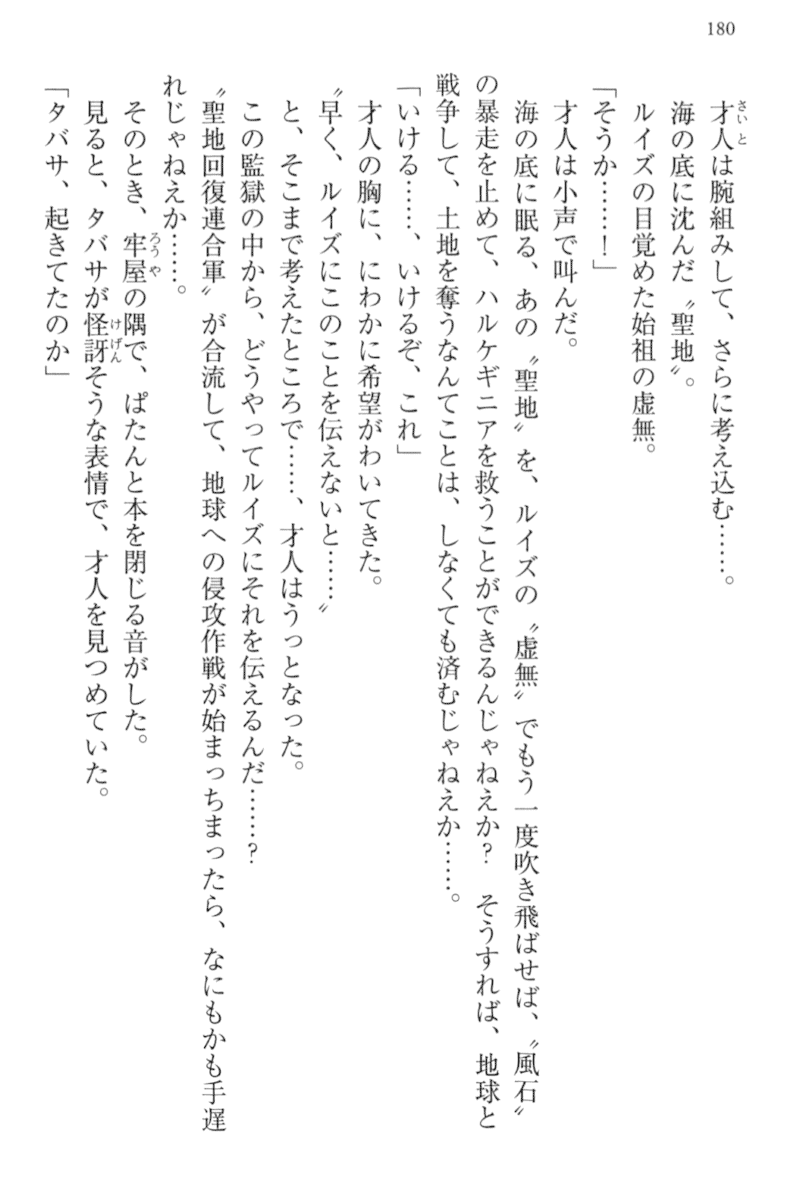 180
才人は腕組みして、さらに考え込む……。
海の底に沈んだ〝聖地〟。
ルイズの目覚めた始祖の虚無。
「そうか……！」
才人は小声で叫んだ。
海の底に眠る、あの〝聖地〟を、ルイズの〝虚無〟でもう一度吹き飛ばせば、〝風石〟
の暴走を止めて、ハルケギニアを救うことができるんじゃねえか？　そうすれば、地球と
戦争して、土地を奪うなんてことは、しなくても済むじゃねえか……。
「いける……、いけるぞ、これ」
才人の胸に、にわかに希望がわいてきた。
〝早く、ルイズにこのことを伝えないと……〟
と、そこまで考えたところで……、才人はうっとなった。
この監獄の中から、どうやってルイズにそれを伝えるんだ……？
〝聖地回復連合軍〟が合流して、地球への侵攻作戦が始まっちまったら、なにもかも手遅
れじゃねえか……。
そのとき、牢屋の隅で、ぱたんと本を閉じる音がした。
見ると、タバサが怪訝そうな表情で、才人を見つめていた。
「タバサ、起きてたのか」